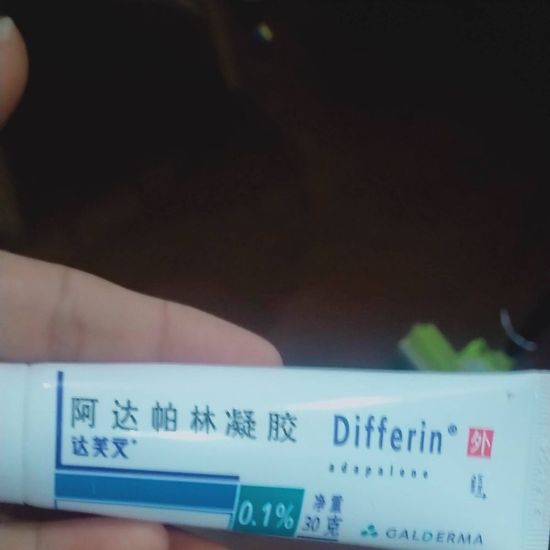 阿达帕林凝胶
达芙文®
Differin®
adapalene
外
0.1%
净重
30克
GALDERMA